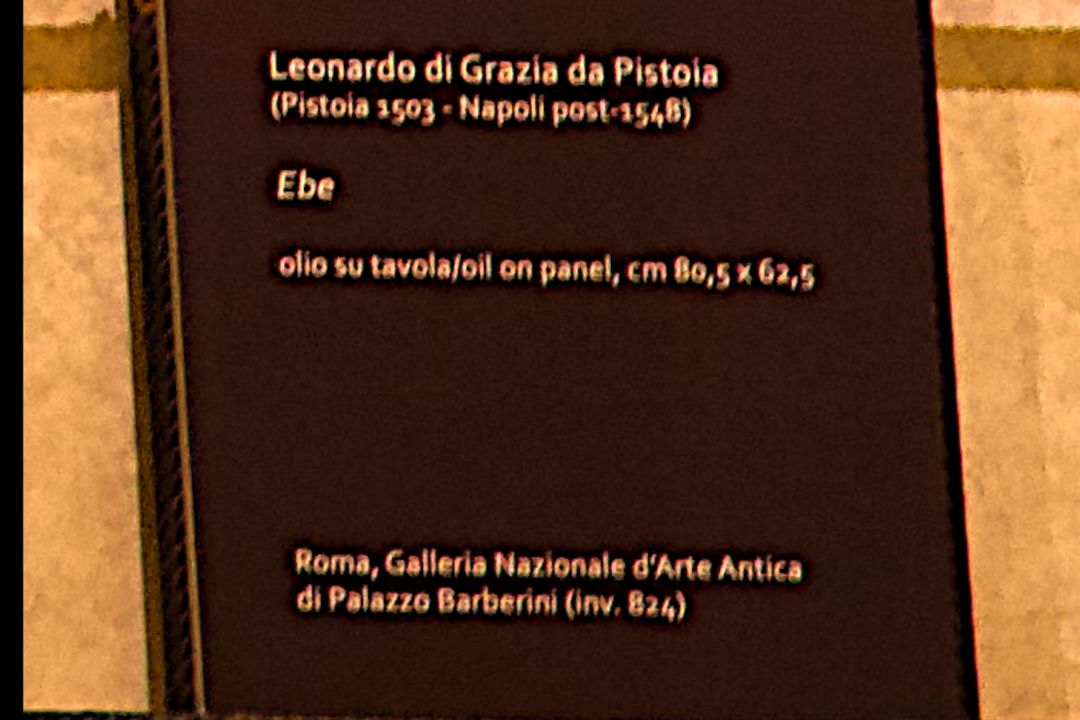 Leonardo di Grazia da Pistoia
(Pistoia 1503 - Napoli post-1548)
Ebe
olio su tavola/oil on panel, cm 80,5 x 62,5
Roma, Galleria Nazionale d'Arte Antica
di Palazzo Barberini (inv. 824)